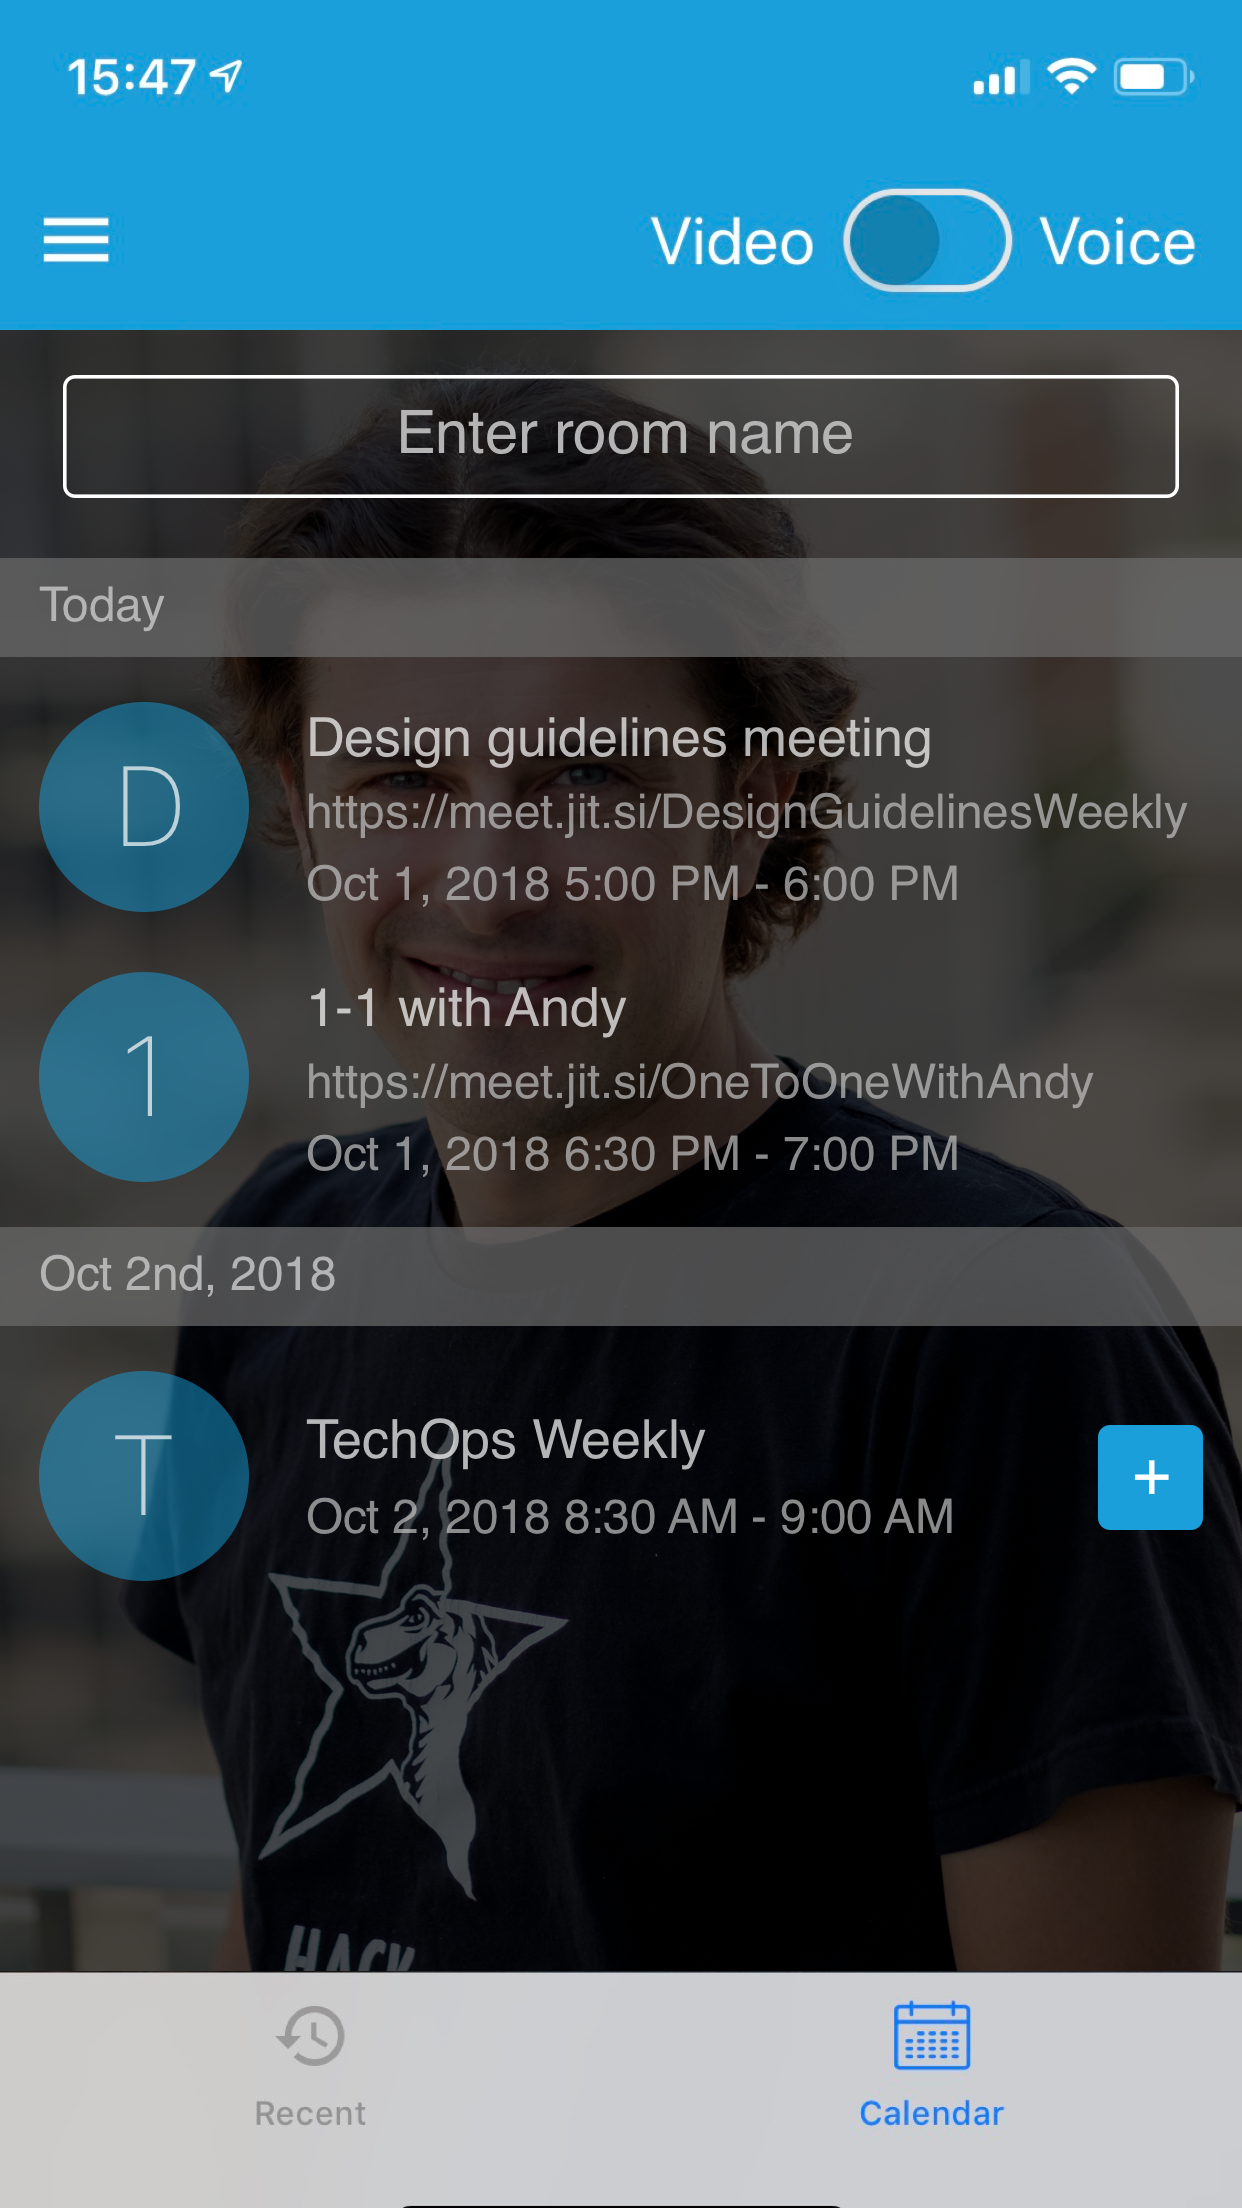 15:47
Video Voice
Enter room name
Today
D
Design guidelines meeting
https://meet.jit.si/DesignGuidelinesWeekly
Oct 1, 2018 5:00 PM - 6:00 PM
1
1-1 with Andy
https://meet.jit.si/OneToOneWithAndy
Oct 1, 2018 6:30 PM - 7:00 PM
Oct 2nd, 2018
T
TechOps Weekly
Oct 2, 2018 8:30 AM - 9:00 AM
+
HACK
Recent
Calendar